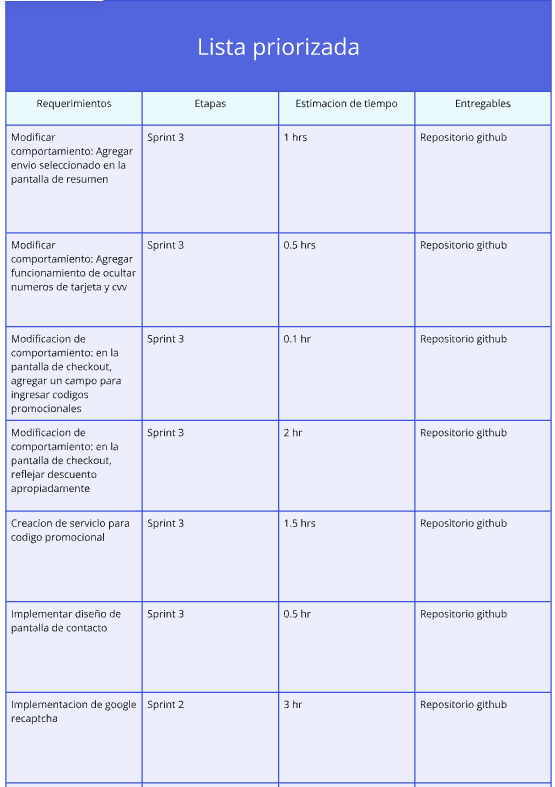 Lista priorizada
Requerimientos Etapas Estimacion de tiempo Entregables
Modificar
comportamiento: Agregar
envio seleccionado en la
pantalla de resumen
Sprint 3
1 hrs
Repositorio github
Modificar
comportamiento: Agregar
funcionamiento de ocultar
numeros de tarjeta y cvv
Sprint 3
0.5 hrs
Repositorio github
Modificacion de
comportamiento: en la
pantalla de checkout,
agregar un campo para
ingresar codigos
promocionales
Sprint 3
0.1 hr
Repositorio github
Modificacion de
comportamiento: en la
pantalla de checkout,
reflejar descuento
apropiadamente
Sprint 3
2 hr
Repositorio github
Creacion de servicio para
codigo promocional
Sprint 3
1.5 hrs
Repositorio github
Implementar diseño de
pantalla de contacto
Sprint 3
0.5 hr
Repositorio github
Implementacion de google
recaptcha
Sprint 2
3 hr
Repositorio github